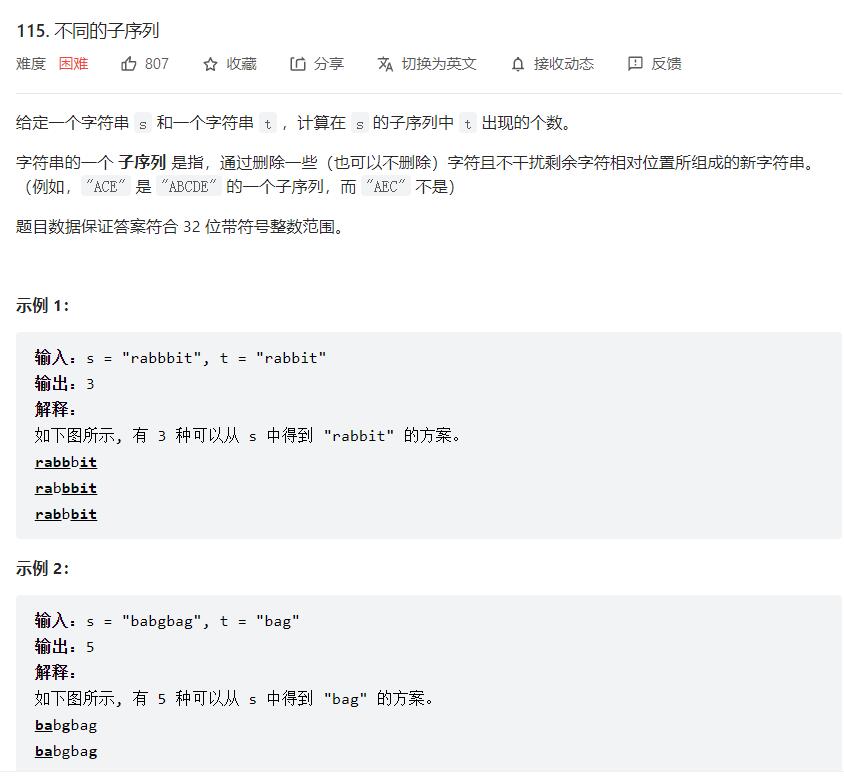 115. 不同的子序列
难度 困难 807 收藏 分享 切换为英文 接收动态 反馈
给定一个字符串 s 和一个字符串 t ，计算在 s 的子序列中 t 出现的个数。
字符串的一个 子序列 是指，通过删除一些（也可以不删除）字符且不干扰剩余字符相对位置所组成的新字符串。
（例如，"ACE" 是 "ABCDE" 的一个子序列，而 "AEC" 不是）
题目数据保证答案符合 32 位带符号整数范围。
示例 1：
输入：s = "rabbbit", t = "rabbit"
输出：3
解释：
如下图所示, 有 3 种可以从 s 中得到 "rabbit" 的方案。
rabbbit
rabbbit
rabbbit
示例 2：
输入：s = "babgbag", t = "bag"
输出：5
解释：
如下图所示, 有 5 种可以从 s 中得到 "bag" 的方案。
babgbag
babgbag